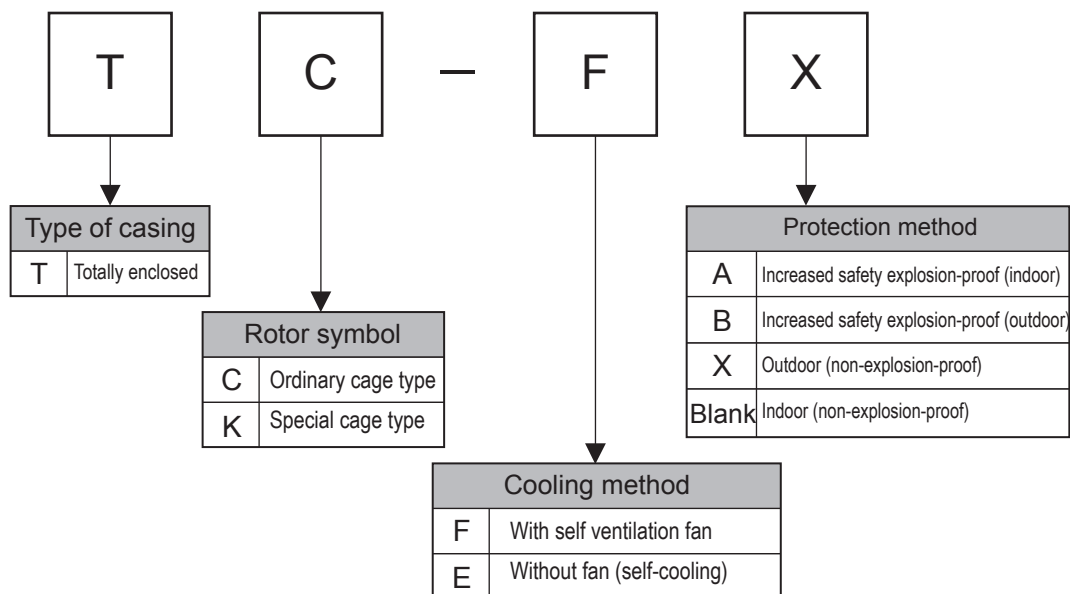 T C – F X
Type of casing
T Totally enclosed
Rotor symbol
C Ordinary cage type
K Special cage type
Cooling method
F With self ventilation fan
E Without fan (self-cooling)
Protection method
A Increased safety explosion-proof (indoor)
B Increased safety explosion-proof (outdoor)
X Outdoor (non-explosion-proof)
Blank Indoor (non-explosion-proof)